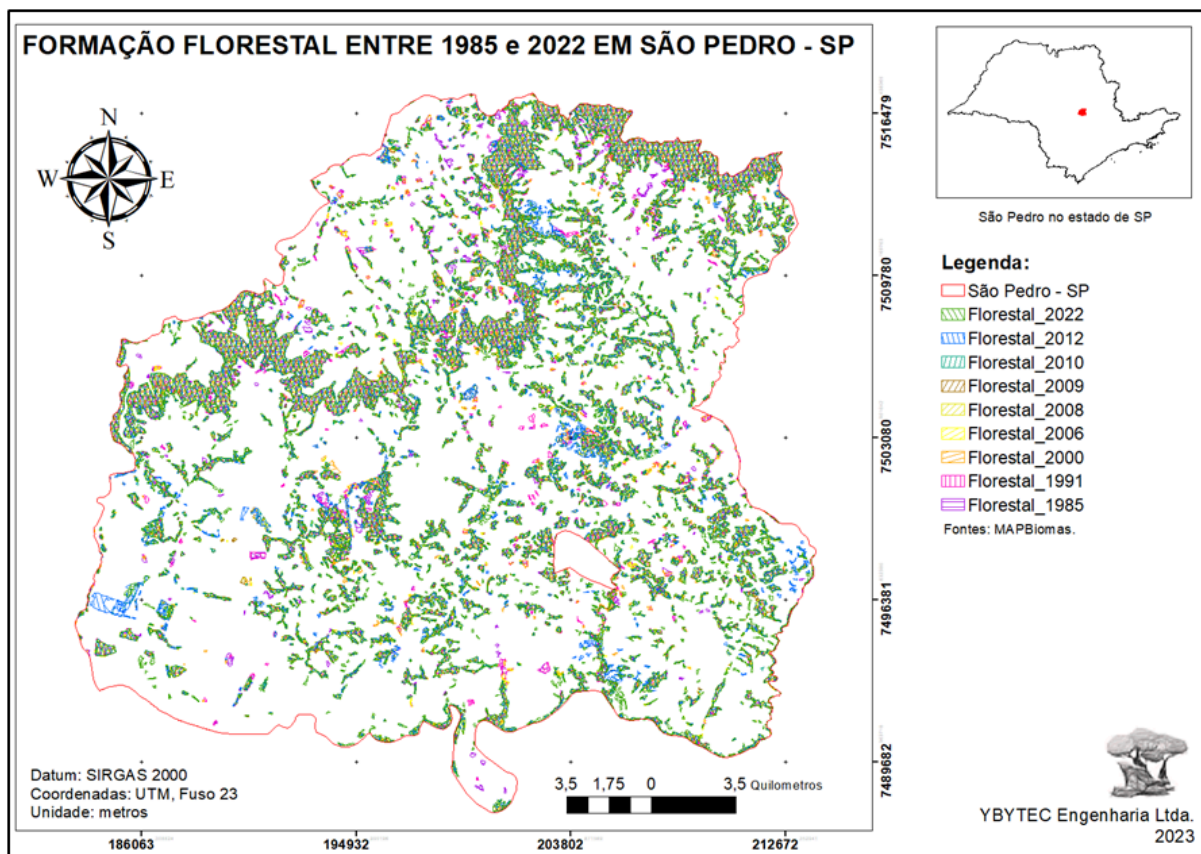 FORMAÇÃO FLORESTAL ENTRE 1985 e 2022 EM SÃO PEDRO - SP
N
W
E
S
7516479
7509780
7503080
7496381
7489682
Datum: SIRGAS 2000
Coordenadas: UTM, Fuso 23
Unidade: metros
3,5 1,75 0 3,5 Quilometros
186063 194932 203802 212672
São Pedro no estado de SP
Legenda:
São Pedro - SP
Florestal_2022
Florestal_2012
Florestal_2010
Florestal_2009
Florestal_2008
Florestal_2006
Florestal_2000
Florestal_1991
Florestal_1985
Fontes: MAPBiomas.
YBYTEC Engenharia Ltda.
2023